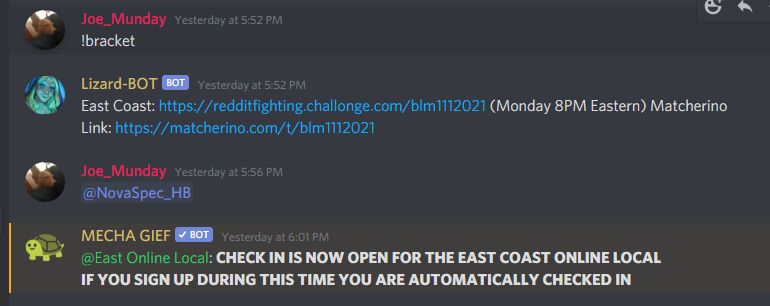 Joe_Munday Yesterday at 5:52 PM
!bracket
Lizard-BOT BOT Yesterday at 5:52 PM
East Coast: https://redditfighting.challonge.com/blm1112021 (Monday 8PM Eastern) Matcherino
Link: https://matcherino.com/t/blm1112021
Joe_Munday Yesterday at 5:56 PM
@NovaSpec_HB
MECHA GIEF ✓ BOT Yesterday at 6:01 PM
@East Online Local: CHECK IN IS NOW OPEN FOR THE EAST COAST ONLINE LOCAL
IF YOU SIGN UP DURING THIS TIME YOU ARE AUTOMATICALLY CHECKED IN